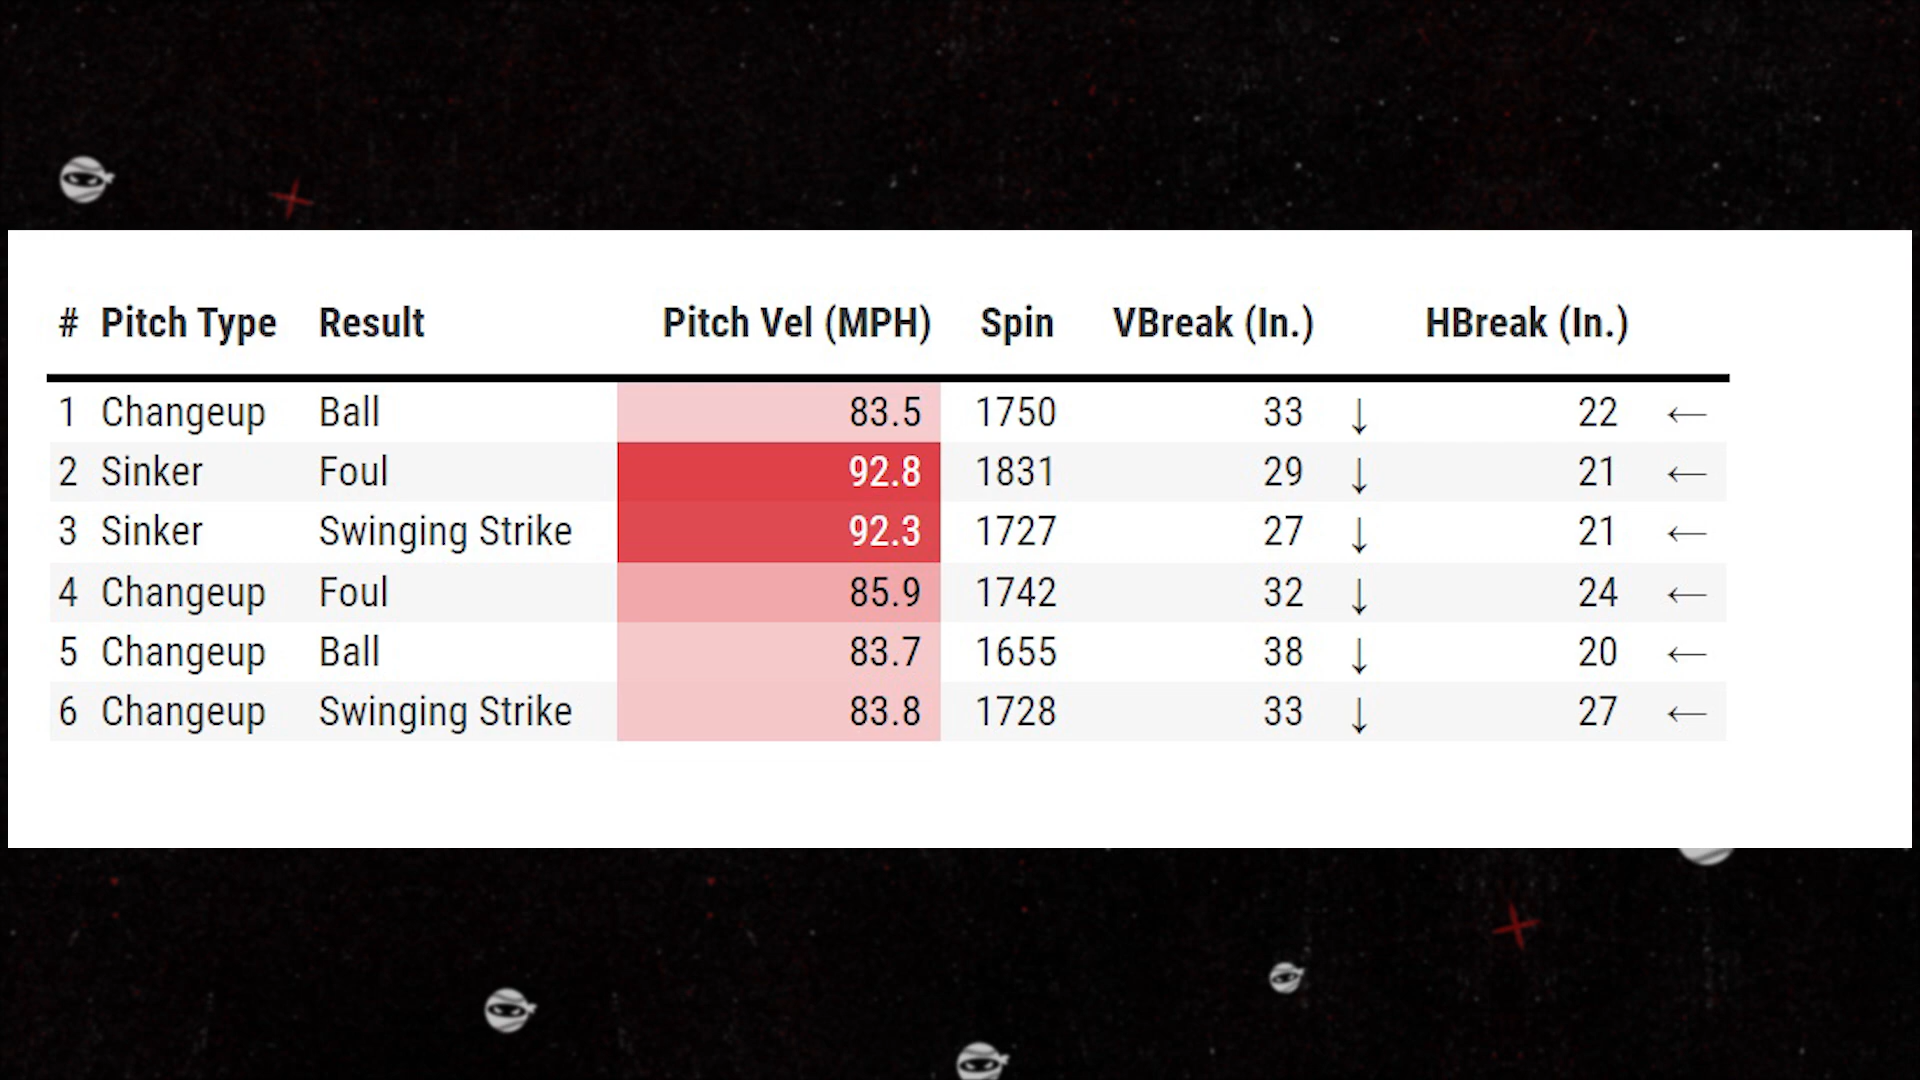 # Pitch Type Result Pitch Vel (MPH) Spin VBreak (In.) HBreak (In.)
1 Changeup Ball 83.5 1750 33 ↓ 22 ←
2 Sinker Foul 92.8 1831 29 ↓ 21 ←
3 Sinker Swinging Strike 92.3 1727 27 ↓ 21 ←
4 Changeup Foul 85.9 1742 32 ↓ 24 ←
5 Changeup Ball 83.7 1655 38 ↓ 20 ←
6 Changeup Swinging Strike 83.8 1728 33 ↓ 27 ←